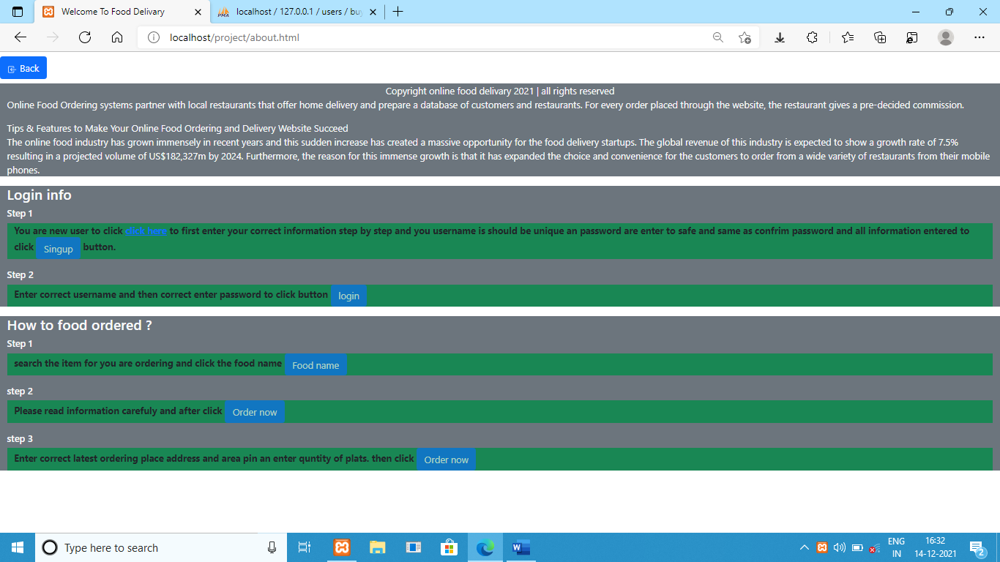 Welcome To Food Delivary
localhost / 127.0.0.1 / users / bu
localhost/project/about.html
Back
Copyright online food delivary 2021 | all rights reserved
Online Food Ordering systems partner with local restaurants that offer home delivery and prepare a database of customers and restaurants. For every order placed through the website, the restaurant gives a pre-decided commission.
Tips & Features to Make Your Online Food Ordering and Delivery Website Succeed
The online food industry has grown immensely in recent years and this sudden increase has created a massive opportunity for the food delivery startups. The global revenue of this industry is expected to show a growth rate of 7.5%
resulting in a projected volume of US$182,327m by 2024. Furthermore, the reason for this immense growth is that it has expanded the choice and convenience for the customers to order from a wide variety of restaurants from their mobile
phones.
Login info
Step 1
You are new user to click click here to first enter your correct information step by step and you username is should be unique an password are enter to safe and same as confrim password and all information entered to
click Singup button.
Step 2
Enter correct username and then correct enter password to click button login
How to food ordered ?
Step 1
search the item for you are ordering and click the food name Food name
step 2
Please read information carefuly and after click Order now
step 3
Enter correct latest ordering place address and area pin an enter quntity of plats. then click Order now
Type here to search
ENG 16:32
IN 14-12-2021
2